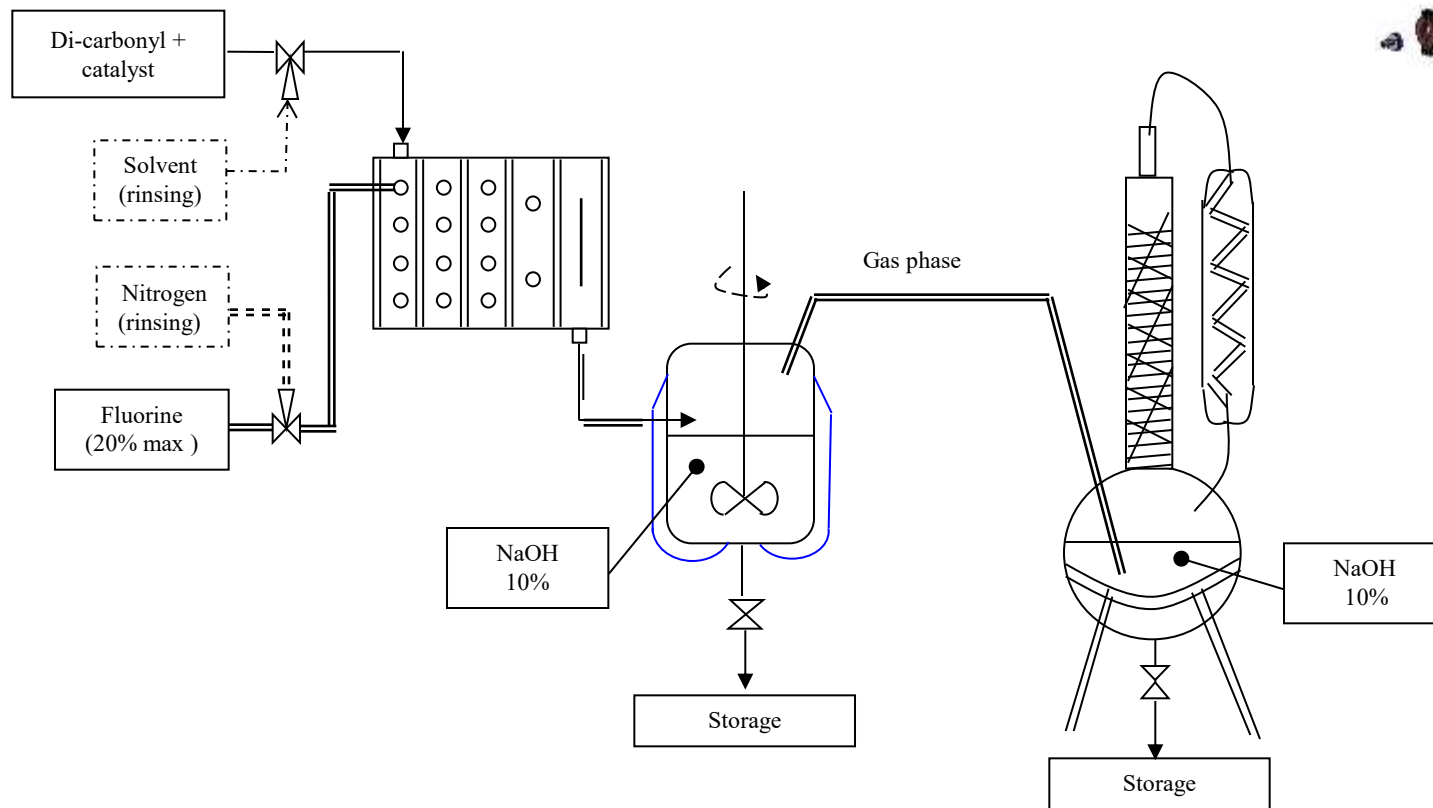 Di-carbonyl +
catalyst
Solvent
(rinsing)
Nitrogen
(rinsing)
Fluorine
(20% max )
Gas phase
NaOH
10%
NaOH
10%
Storage
Storage